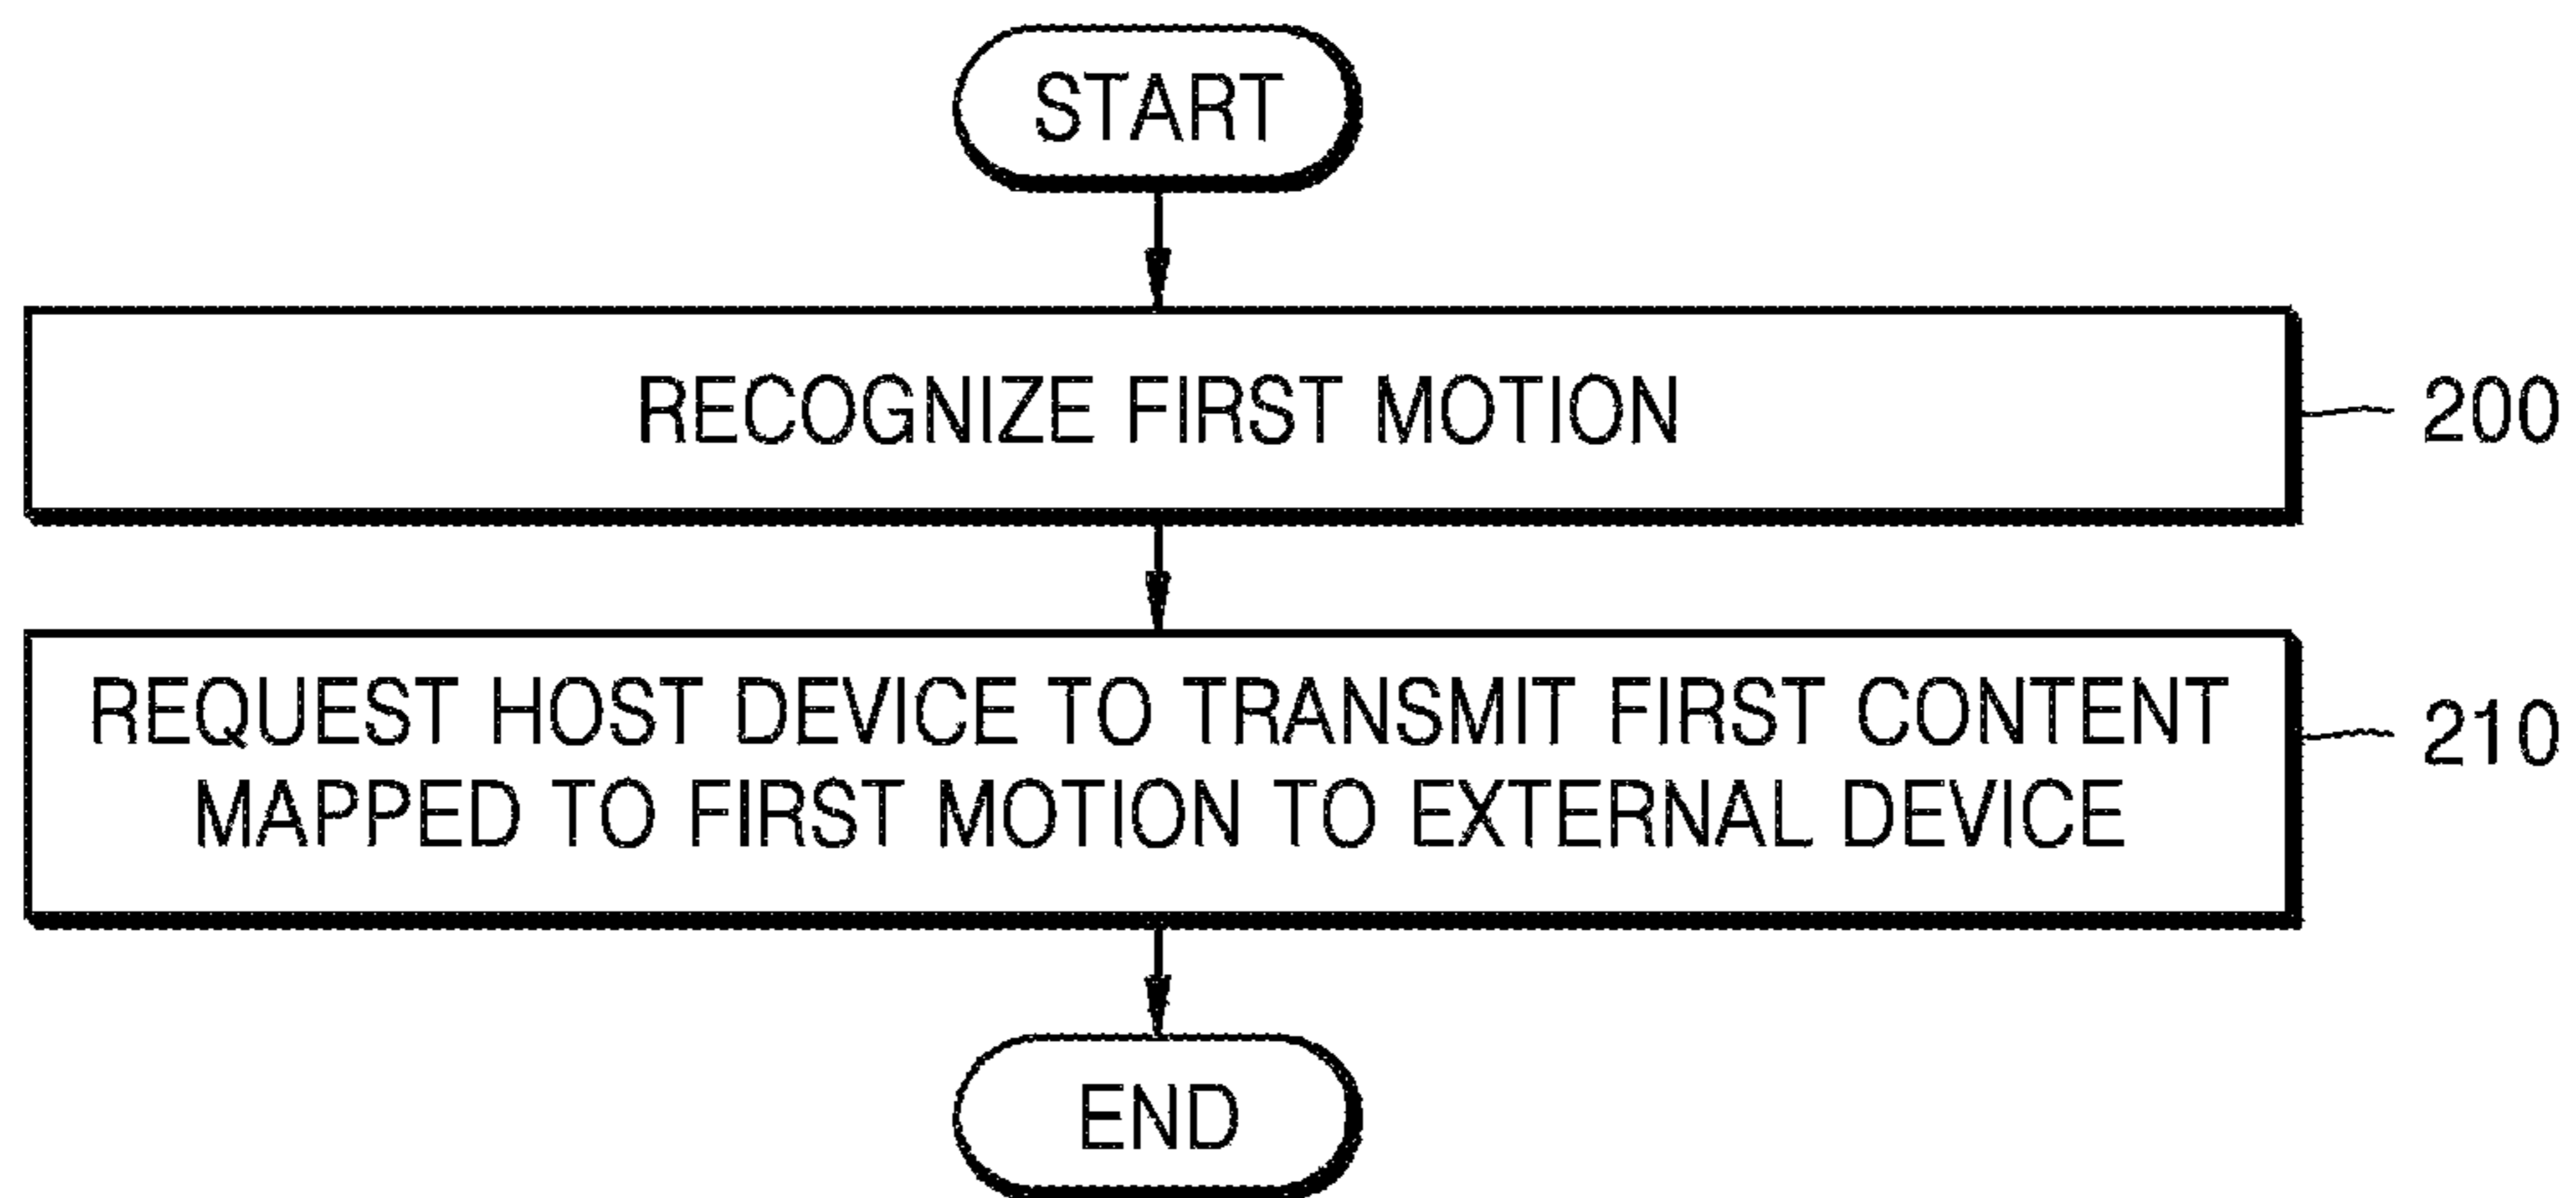 START
RECOGNIZE FIRST MOTION
200
REQUEST HOST DEVICE TO TRANSMIT FIRST CONTENT
MAPPED TO FIRST MOTION TO EXTERNAL DEVICE
210
END